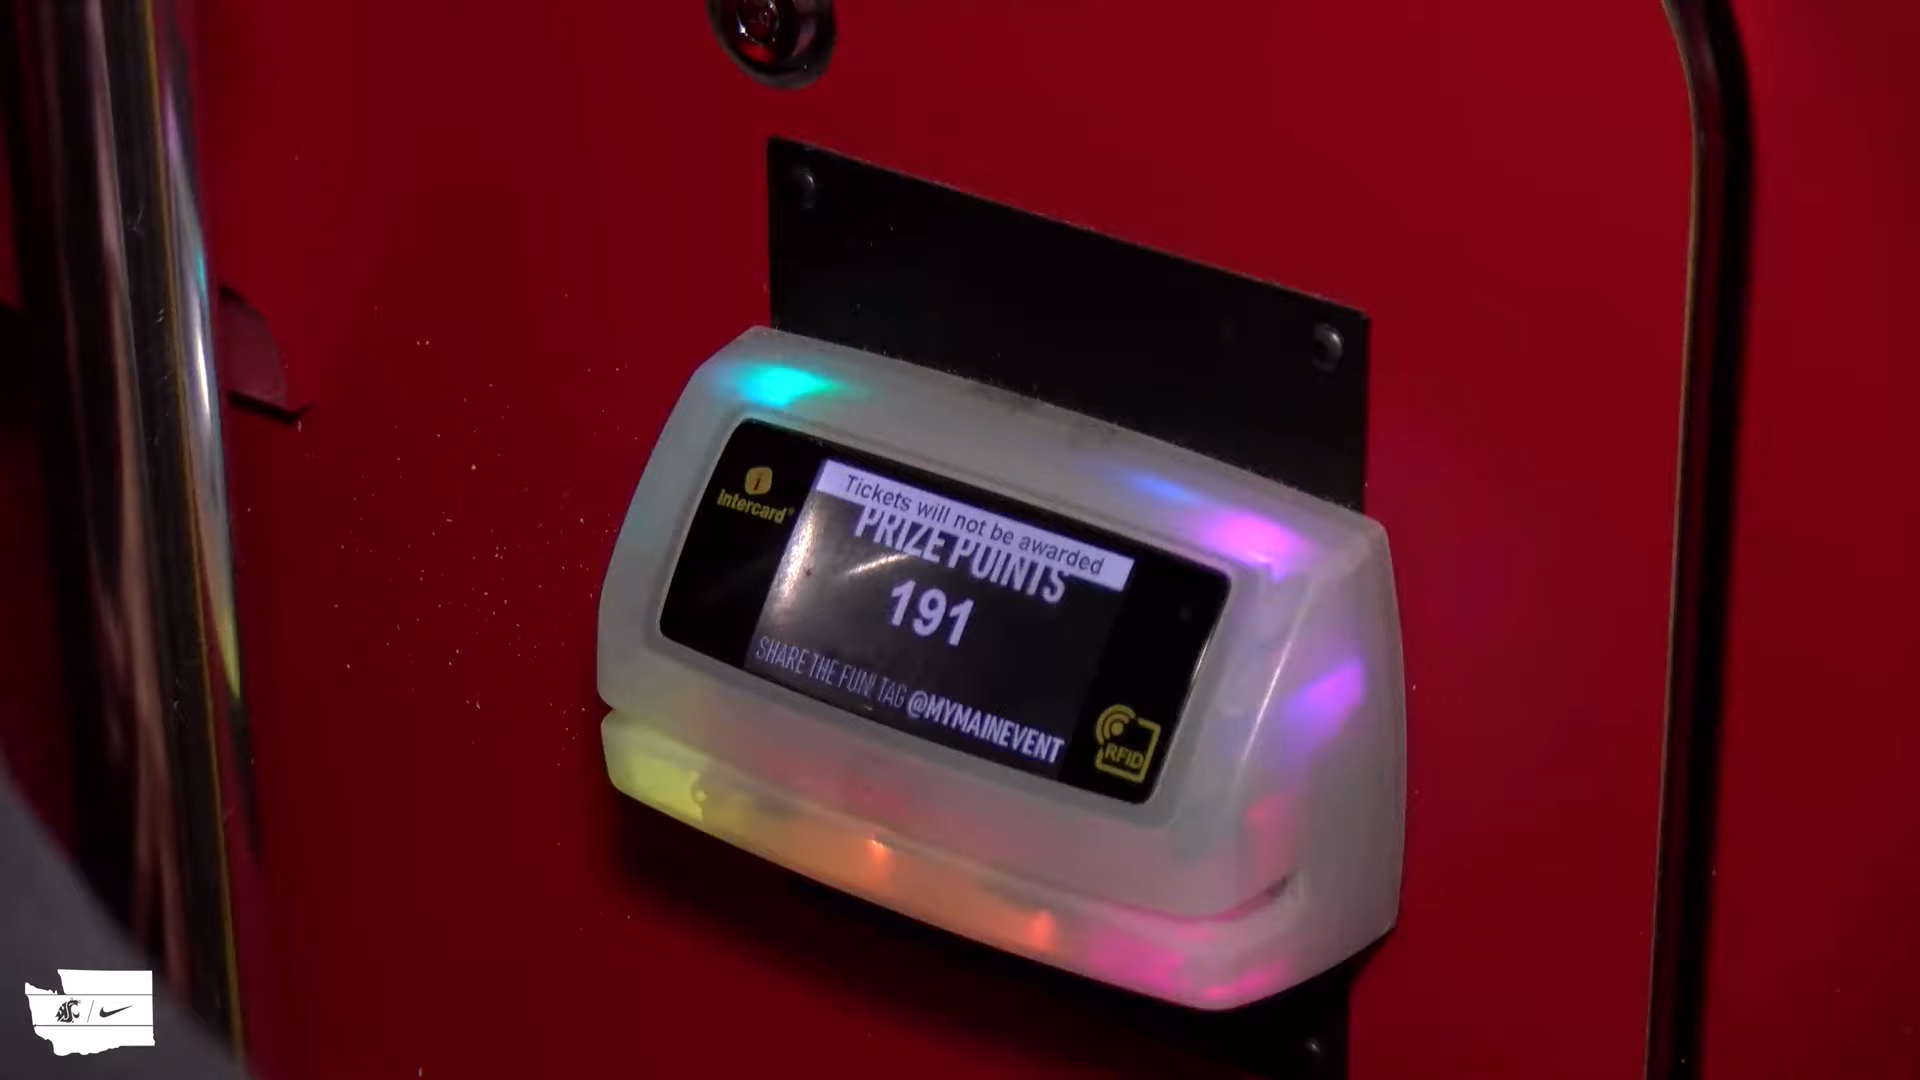 Intercard®
Tickets will not be awarded
PRIZE POINTS
191
SHARE THE FUN! TAG @MYMAINEVENT
RFID